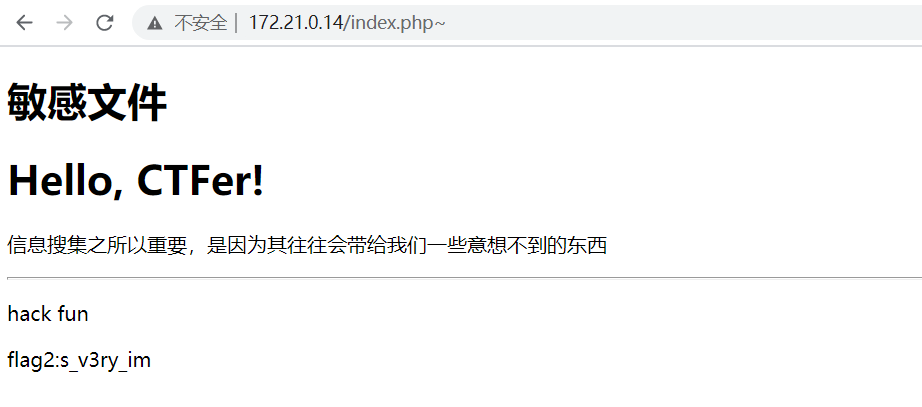 不安全 | 172.21.0.14/index.php~
敏感文件
Hello, CTFer!
信息搜集之所以重要，是因为其往往会带给我们一些意想不到的东西
hack fun
flag2:s_v3ry_im